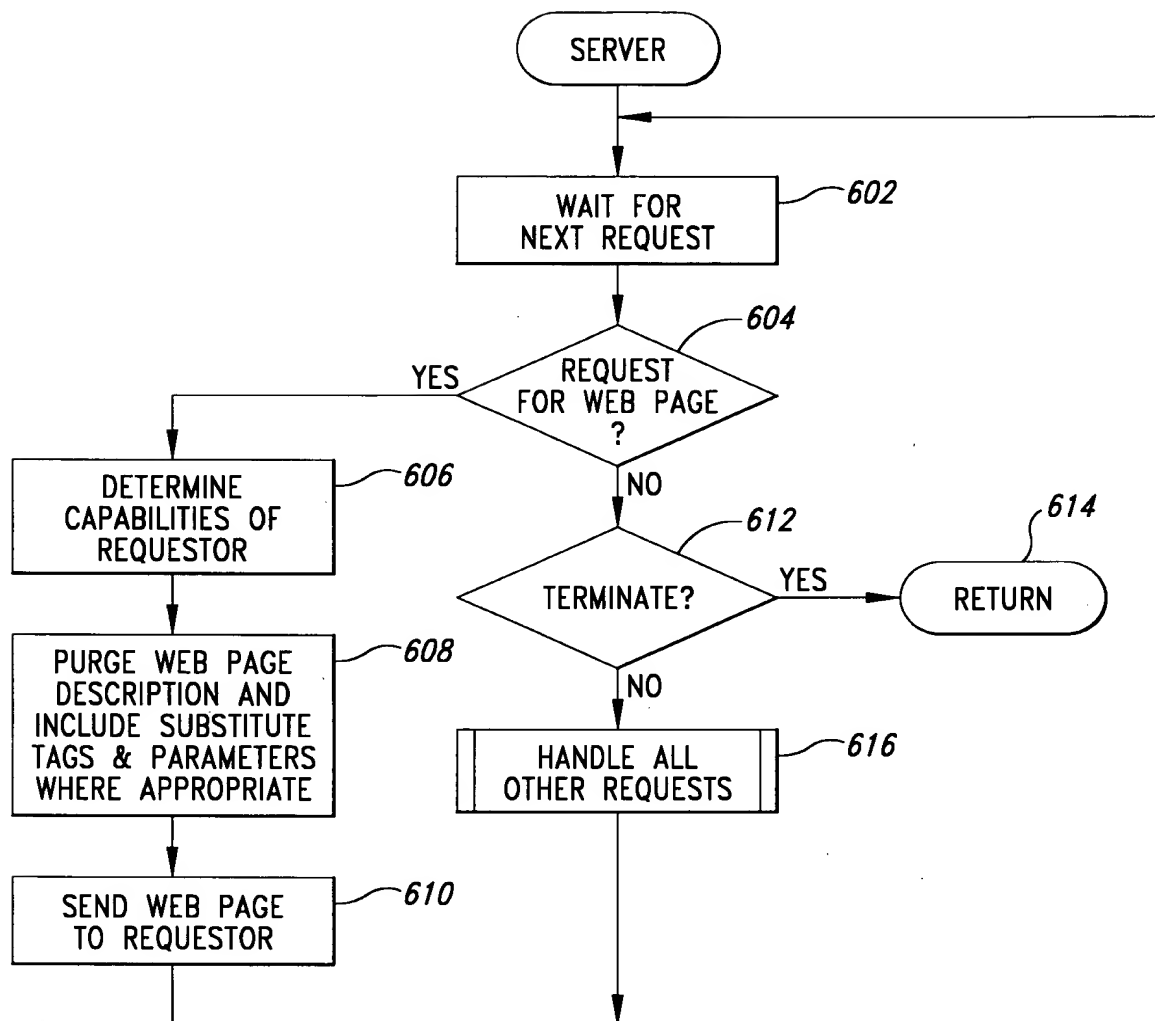 SERVER
WAIT FOR
NEXT REQUEST
602
604
REQUEST
FOR WEB PAGE
?
YES
NO
DETERMINE
CAPABILITIES OF
REQUESTOR
606
612
TERMINATE?
YES
614
RETURN
PURGE WEB PAGE
DESCRIPTION AND
INCLUDE SUBSTITUTE
TAGS & PARAMETERS
WHERE APPROPRIATE
608
NO
HANDLE ALL
OTHER REQUESTS
616
SEND WEB PAGE
TO REQUESTOR
610